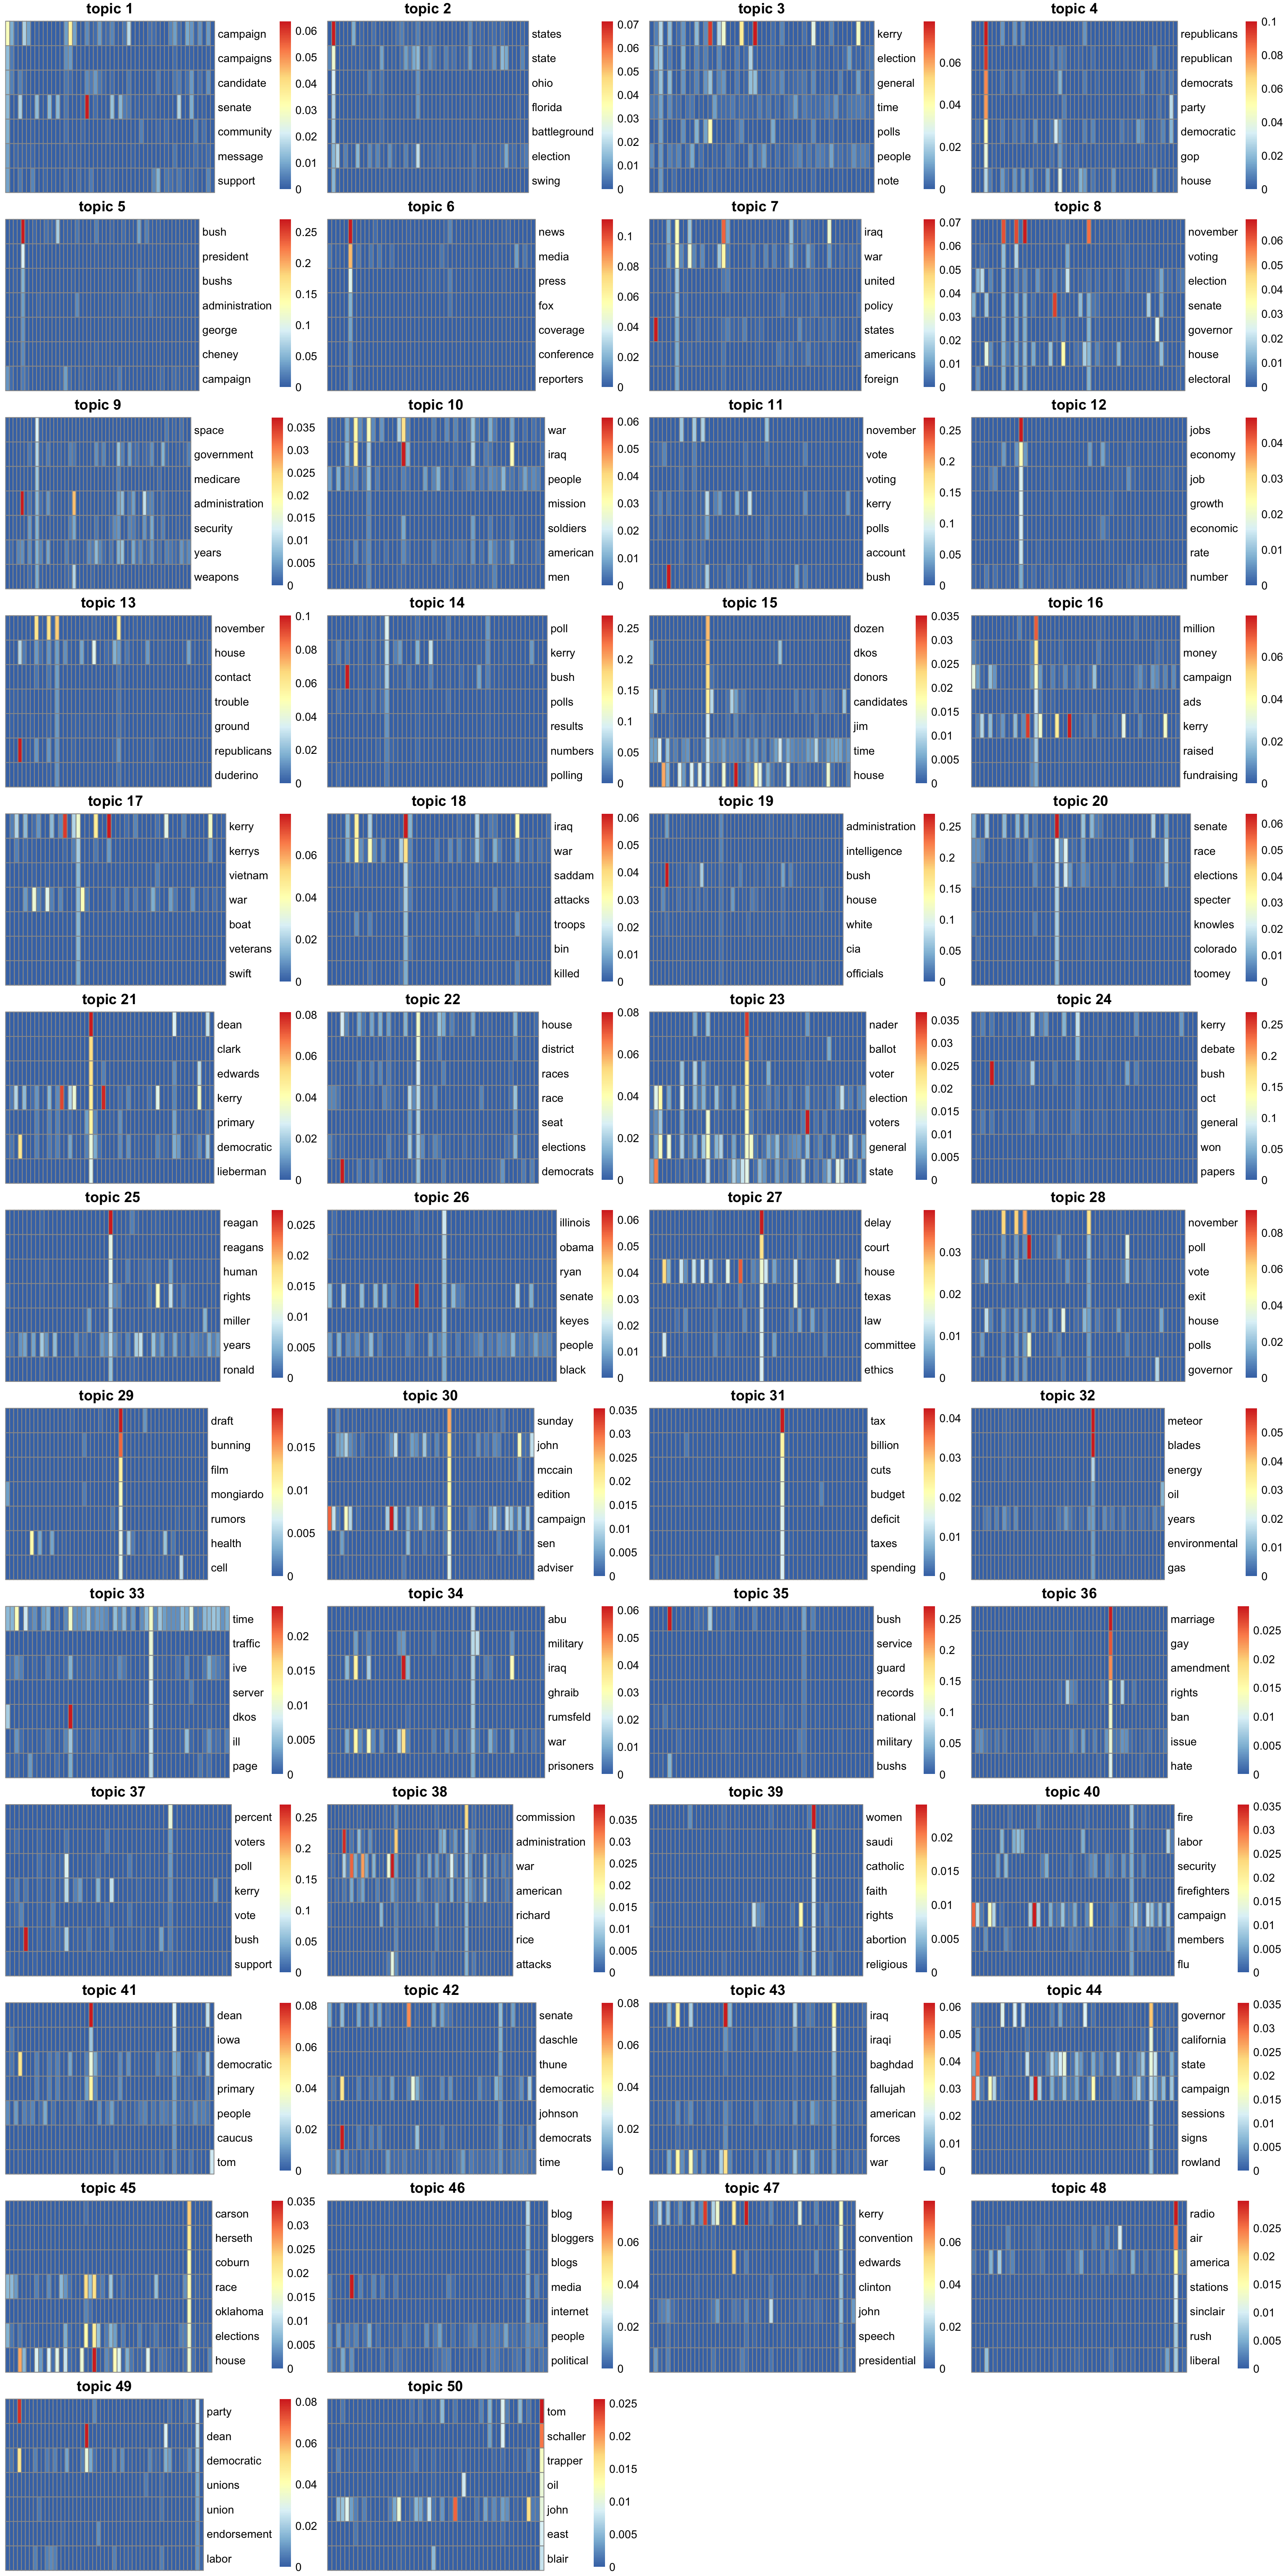 topic 1
campaign
campaigns
candidate
senate
community
message
support
0.06
0.05
0.04
0.03
0.02
0.01
0
topic 2
states
state
ohio
florida
battleground
election
swing
0.07
0.06
0.05
0.04
0.03
0.02
0.01
0
topic 3
kerry
election
general
time
polls
people
note
0.06
0.04
0.02
0
topic 4
republicans
republican
democrats
party
democratic
gop
house
0.1
0.08
0.06
0.04
0.02
0
topic 5
bush
president
bushs
administration
george
cheney
campaign
0.25
0.2
0.15
0.1
0.05
0
topic 6
news
media
press
fox
coverage
conference
reporters
0.1
0.08
0.06
0.04
0.02
0
topic 7
iraq
war
united
policy
states
americans
foreign
0.07
0.06
0.05
0.04
0.03
0.02
0.01
0
topic 8
november
voting
election
senate
governor
house
electoral
0.06
0.05
0.04
0.03
0.02
0.01
0
topic 9
space
government
medicare
administration
security
years
weapons
0.035
0.03
0.025
0.02
0.015
0.01
0.005
0
topic 10
war
iraq
people
mission
soldiers
american
men
0.06
0.05
0.04
0.03
0.02
0.01
0
topic 11
november
vote
voting
kerry
polls
account
bush
0.25
0.2
0.15
0.1
0.05
0
topic 12
jobs
economy
job
growth
economic
rate
number
0.04
0.03
0.02
0.01
0
topic 13
november
house
contact
trouble
ground
republicans
duderino
0.1
0.08
0.06
0.04
0.02
0
topic 14
poll
kerry
bush
polls
results
numbers
polling
0.25
0.2
0.15
0.1
0.05
0
topic 15
dozen
dkos
donors
candidates
jim
time
house
0.035
0.03
0.025
0.02
0.015
0.01
0.005
0
topic 16
million
money
campaign
ads
kerry
raised
fundraising
0.06
0.04
0.02
0
topic 17
kerry
kerrys
vietnam
war
boat
veterans
swift
0.06
0.04
0.02
0
topic 18
iraq
war
saddam
attacks
troops
bin
killed
0.06
0.05
0.04
0.03
0.02
0.01
0
topic 19
administration
intelligence
bush
house
white
cia
officials
0.25
0.2
0.15
0.1
0.05
0
topic 20
senate
race
elections
specter
knowles
colorado
toomey
0.06
0.05
0.04
0.03
0.02
0.01
0
topic 21
dean
clark
edwards
kerry
primary
democratic
lieberman
0.08
0.06
0.04
0.02
0
topic 22
house
district
races
race
seat
elections
democrats
0.08
0.06
0.04
0.02
0
topic 23
nader
ballot
voter
election
voters
general
state
0.035
0.03
0.025
0.02
0.015
0.01
0.005
0
topic 24
kerry
debate
bush
oct
general
won
papers
0.25
0.2
0.15
0.1
0.05
0
topic 25
reagan
reagans
human
rights
miller
years
ronald
0.025
0.02
0.015
0.01
0.005
0
topic 26
illinois
obama
ryan
senate
keyes
people
black
0.06
0.05
0.04
0.03
0.02
0.01
0
topic 27
delay
court
house
texas
law
committee
ethics
0.03
0.02
0.01
0
topic 28
november
poll
vote
exit
house
polls
governor
0.08
0.06
0.04
0.02
0
topic 29
draft
bunning
film
mongiardo
rumors
health
cell
0.015
0.01
0.005
0
topic 30
sunday
john
mccain
edition
campaign
sen
adviser
0.035
0.03
0.025
0.02
0.015
0.01
0.005
0
topic 31
tax
billion
cuts
budget
deficit
taxes
spending
0.04
0.03
0.02
0.01
0
topic 32
meteor
blades
energy
oil
years
environmental
gas
0.05
0.04
0.03
0.02
0.01
0
topic 33
time
traffic
ive
server
dkos
ill
page
0.02
0.015
0.01
0.005
0
topic 34
abu
military
iraq
ghraib
rumsfeld
war
prisoners
0.06
0.05
0.04
0.03
0.02
0.01
0
topic 35
bush
service
guard
records
national
military
bushs
0.25
0.2
0.15
0.1
0.05
0
topic 36
marriage
gay
amendment
rights
ban
issue
hate
0.025
0.02
0.015
0.01
0.005
0
topic 37
percent
voters
poll
kerry
vote
bush
support
0.25
0.2
0.15
0.1
0.05
0
topic 38
commission
administration
war
american
richard
rice
attacks
0.035
0.03
0.025
0.02
0.015
0.01
0.005
0
topic 39
women
saudi
catholic
faith
rights
abortion
religious
0.02
0.015
0.01
0.005
0
topic 40
fire
labor
security
firefighters
campaign
members
flu
0.035
0.03
0.025
0.02
0.015
0.01
0.005
0
topic 41
dean
iowa
democratic
primary
people
caucus
tom
0.08
0.06
0.04
0.02
0
topic 42
senate
daschle
thune
democratic
johnson
democrats
time
0.08
0.06
0.04
0.02
0
topic 43
iraq
iraqi
baghdad
fallujah
american
forces
war
0.06
0.05
0.04
0.03
0.02
0.01
0
topic 44
governor
california
state
campaign
sessions
signs
rowland
0.035
0.03
0.025
0.02
0.015
0.01
0.005
0
topic 45
carson
herseth
coburn
race
oklahoma
elections
house
0.035
0.03
0.025
0.02
0.015
0.01
0.005
0
topic 46
blog
bloggers
blogs
media
internet
people
political
0.06
0.04
0.02
0
topic 47
kerry
convention
edwards
clinton
john
speech
presidential
0.06
0.04
0.02
0
topic 48
radio
air
america
stations
sinclair
rush
liberal
0.025
0.02
0.015
0.01
0.005
0
topic 49
party
dean
democratic
unions
union
endorsement
labor
0.08
0.06
0.04
0.02
0
topic 50
tom
schaller
trapper
oil
john
east
blair
0.025
0.02
0.015
0.01
0.005
0